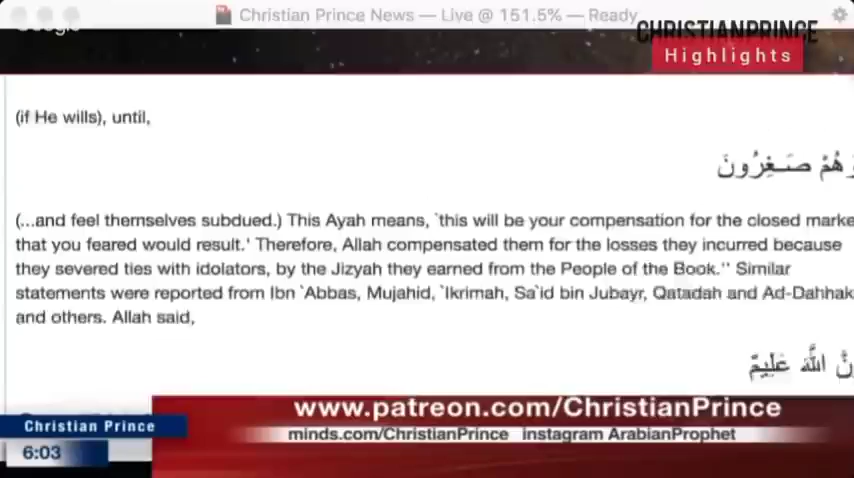 Christian Prince News — Live @ 151.5% — Ready
Google
CHRISTIANPRINCE
Highlights
(if He wills), until,
وَهُمْ صَـغِرُونَ
(...and feel themselves subdued.) This Ayah means, `this will be your compensation for the closed marke
that you feared would result.' Therefore, Allah compensated them for the losses they incurred because
they severed ties with idolators, by the Jizyah they earned from the People of the Book.'' Similar
statements were reported from Ibn `Abbas, Mujahid, `Ikrimah, Sa`id bin Jubayr, Qatadah and Ad-Dahhak
and others. Allah said,
نَّ اللَّهَ عَلِيمٌ
www.patreon.com/ChristianPrince
Christian Prince
minds.com/ChristianPrince instagram ArabianProphet
6:03